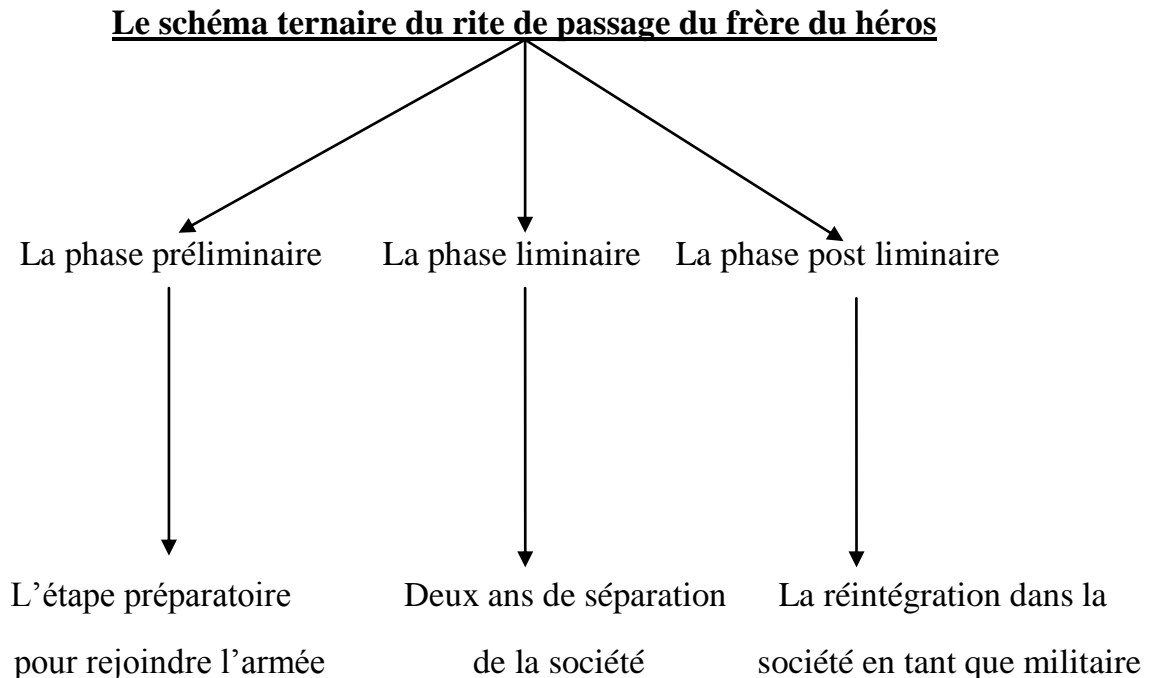 Le schéma ternaire du rite de passage du frère du héros
La phase préliminaire
La phase liminaire
La phase post liminaire
L’étape préparatoire
pour rejoindre l’armée
Deux ans de séparation
de la société
La réintégration dans la
société en tant que militaire